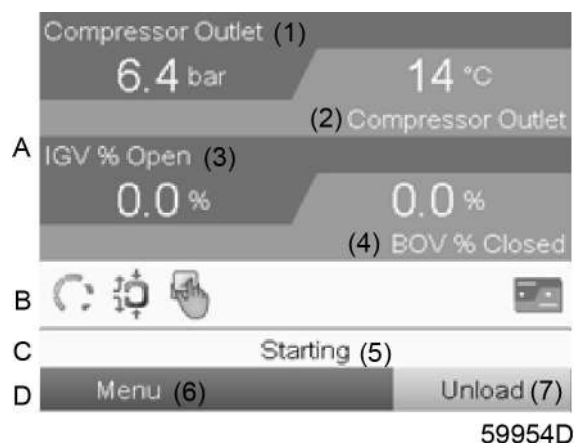 Compressor Outlet (1)
6.4 bar 14 °C
(2) Compressor Outlet
A
IGV % Open (3)
0.0 % 0.0 %
(4) BOV % Closed
B
C Starting (5)
D Menu (6) Unload (7)
59954D